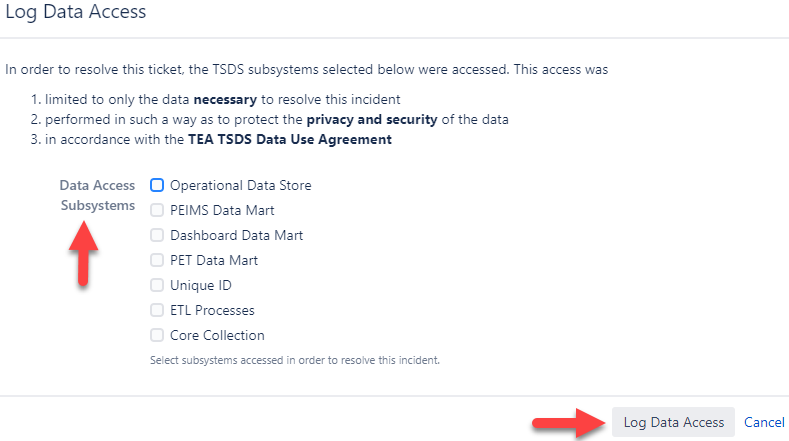 Log Data Access
In order to resolve this ticket, the TSDS subsystems selected below were accessed. This access was
1. limited to only the data necessary to resolve this incident
2. performed in such a way as to protect the privacy and security of the data
3. in accordance with the TEA TSDS Data Use Agreement
Data Access Subsystems
Operational Data Store
PEIMS Data Mart
Dashboard Data Mart
PET Data Mart
Unique ID
ETL Processes
Core Collection
Select subsystems accessed in order to resolve this incident.
Log Data Access Cancel